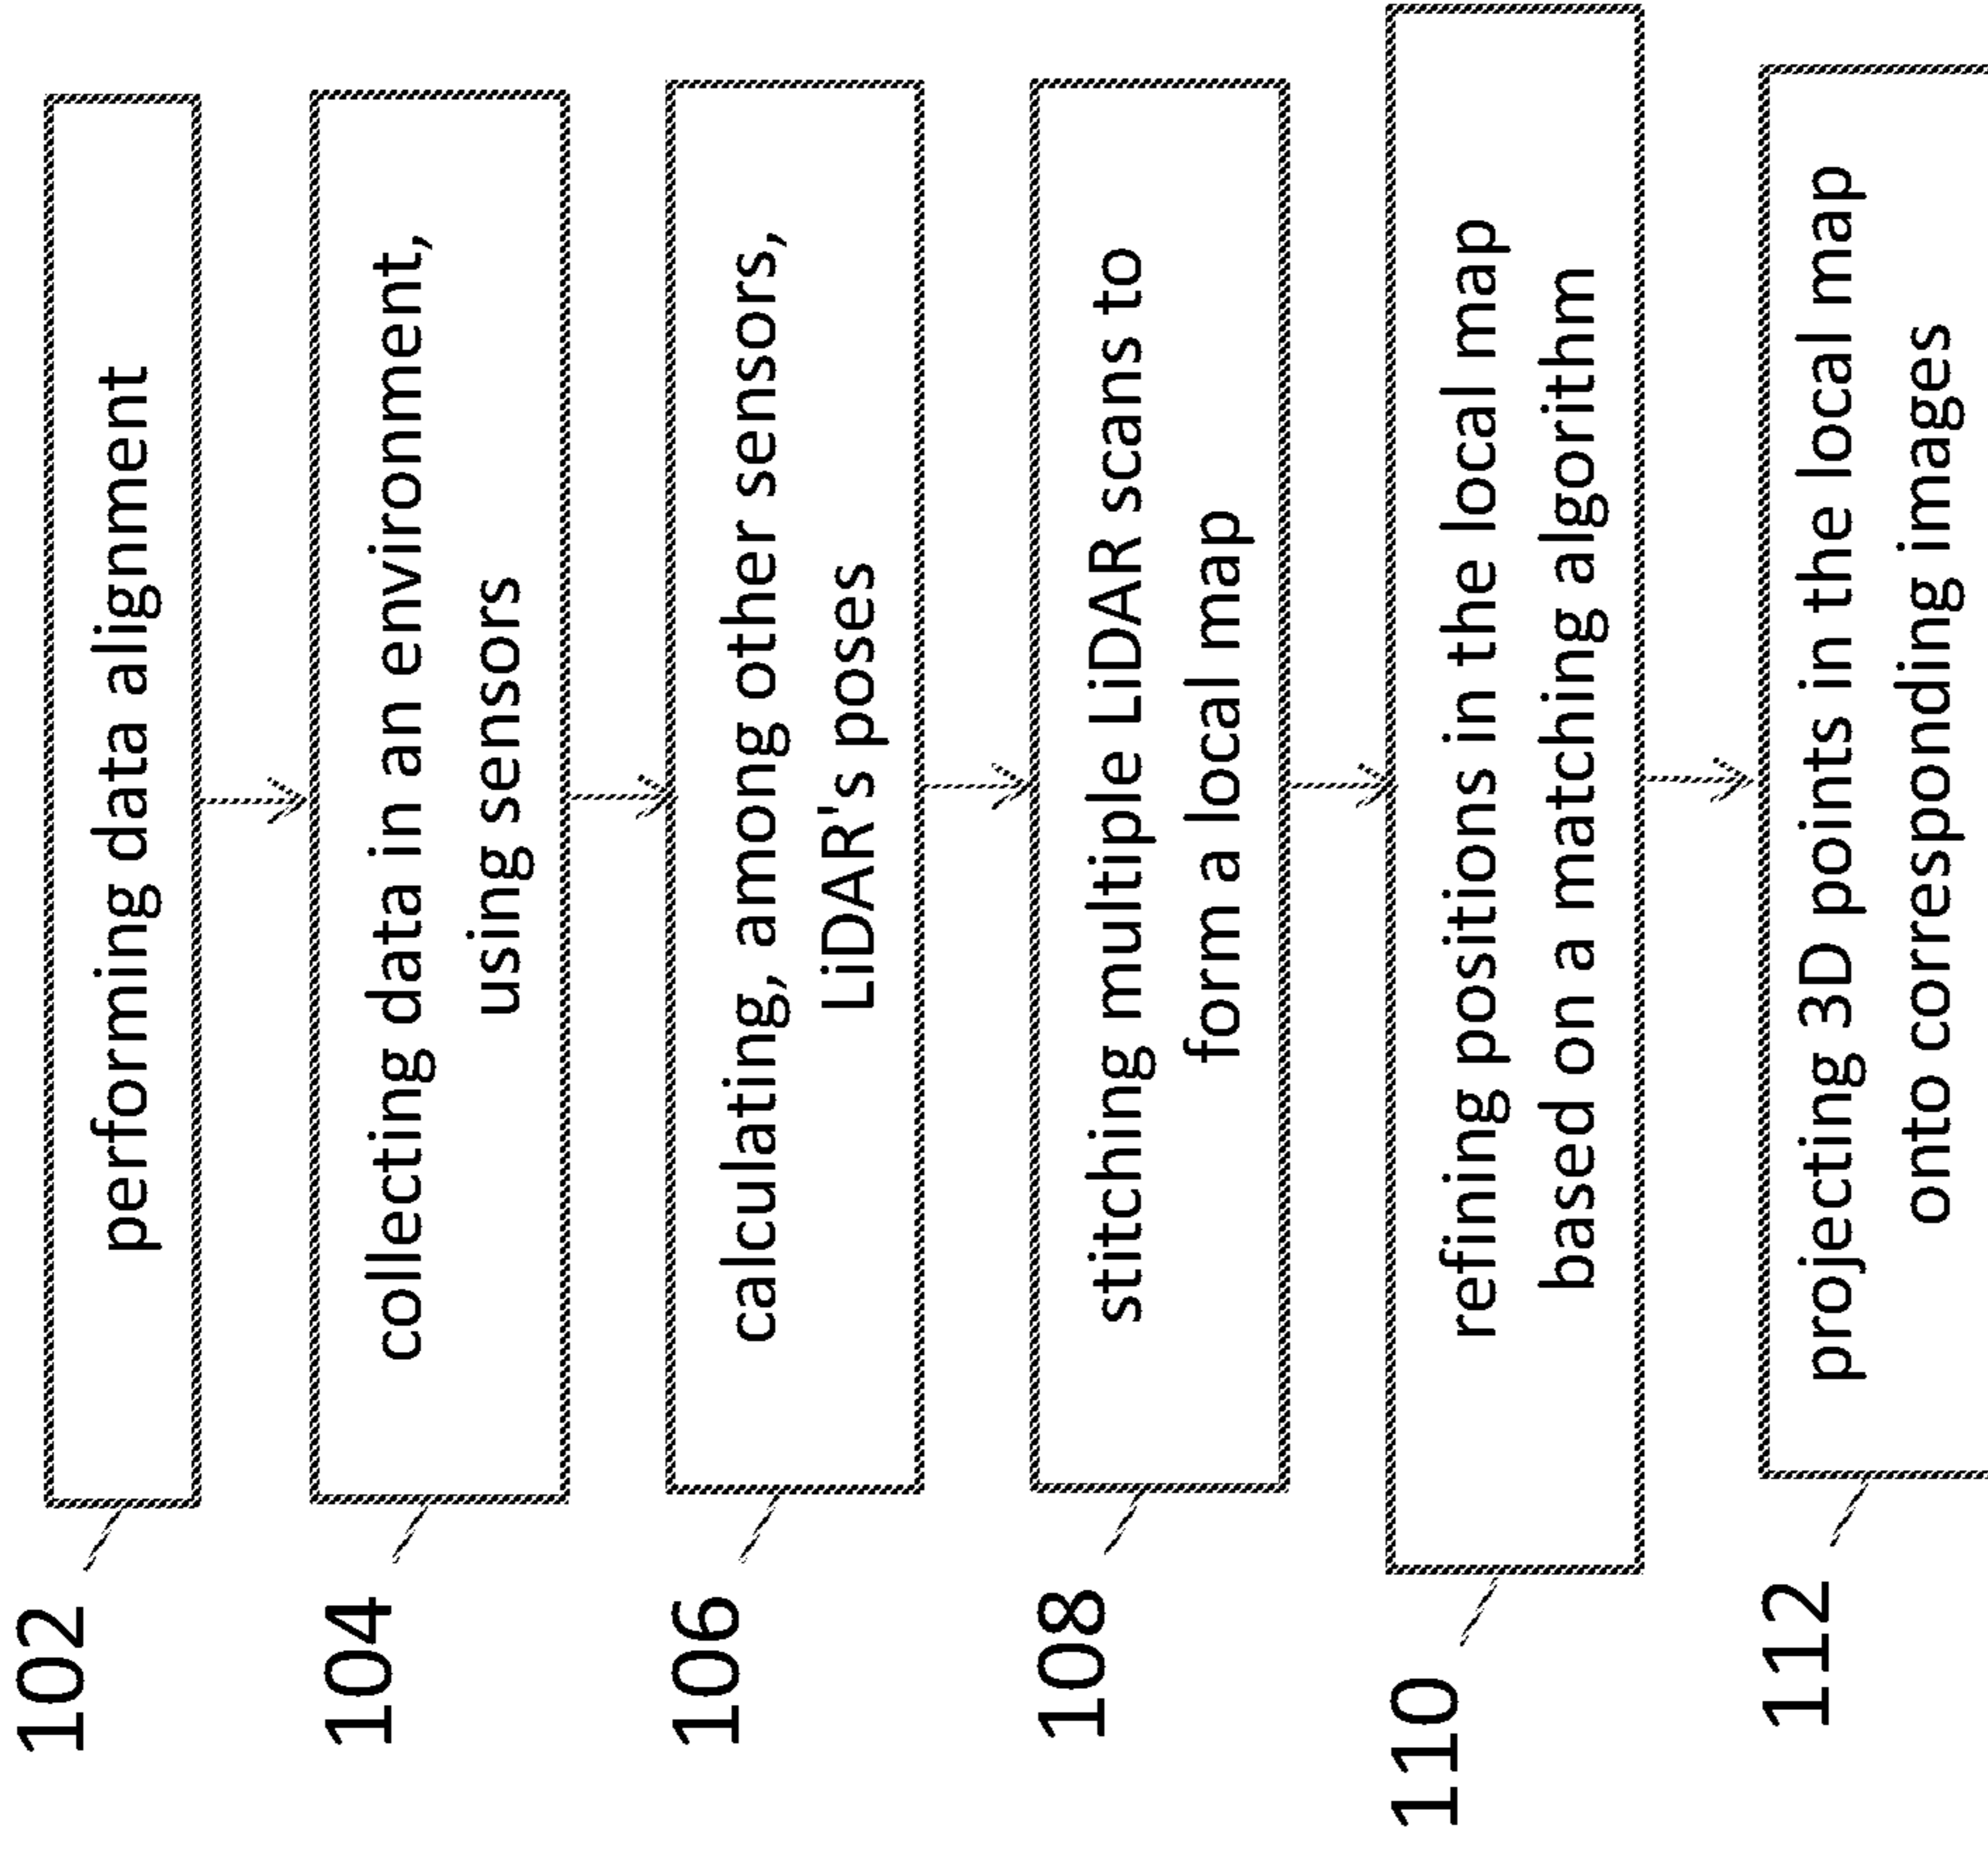 102
performing data alignment
104
collecting data in an environment,
using sensors
106
calculating, among other sensors,
LiDAR's poses
108
stitching multiple LiDAR scans to
form a local map
110
refining positions in the local map
based on a matching algorithm
112
projecting 3D points in the local map
onto corresponding images